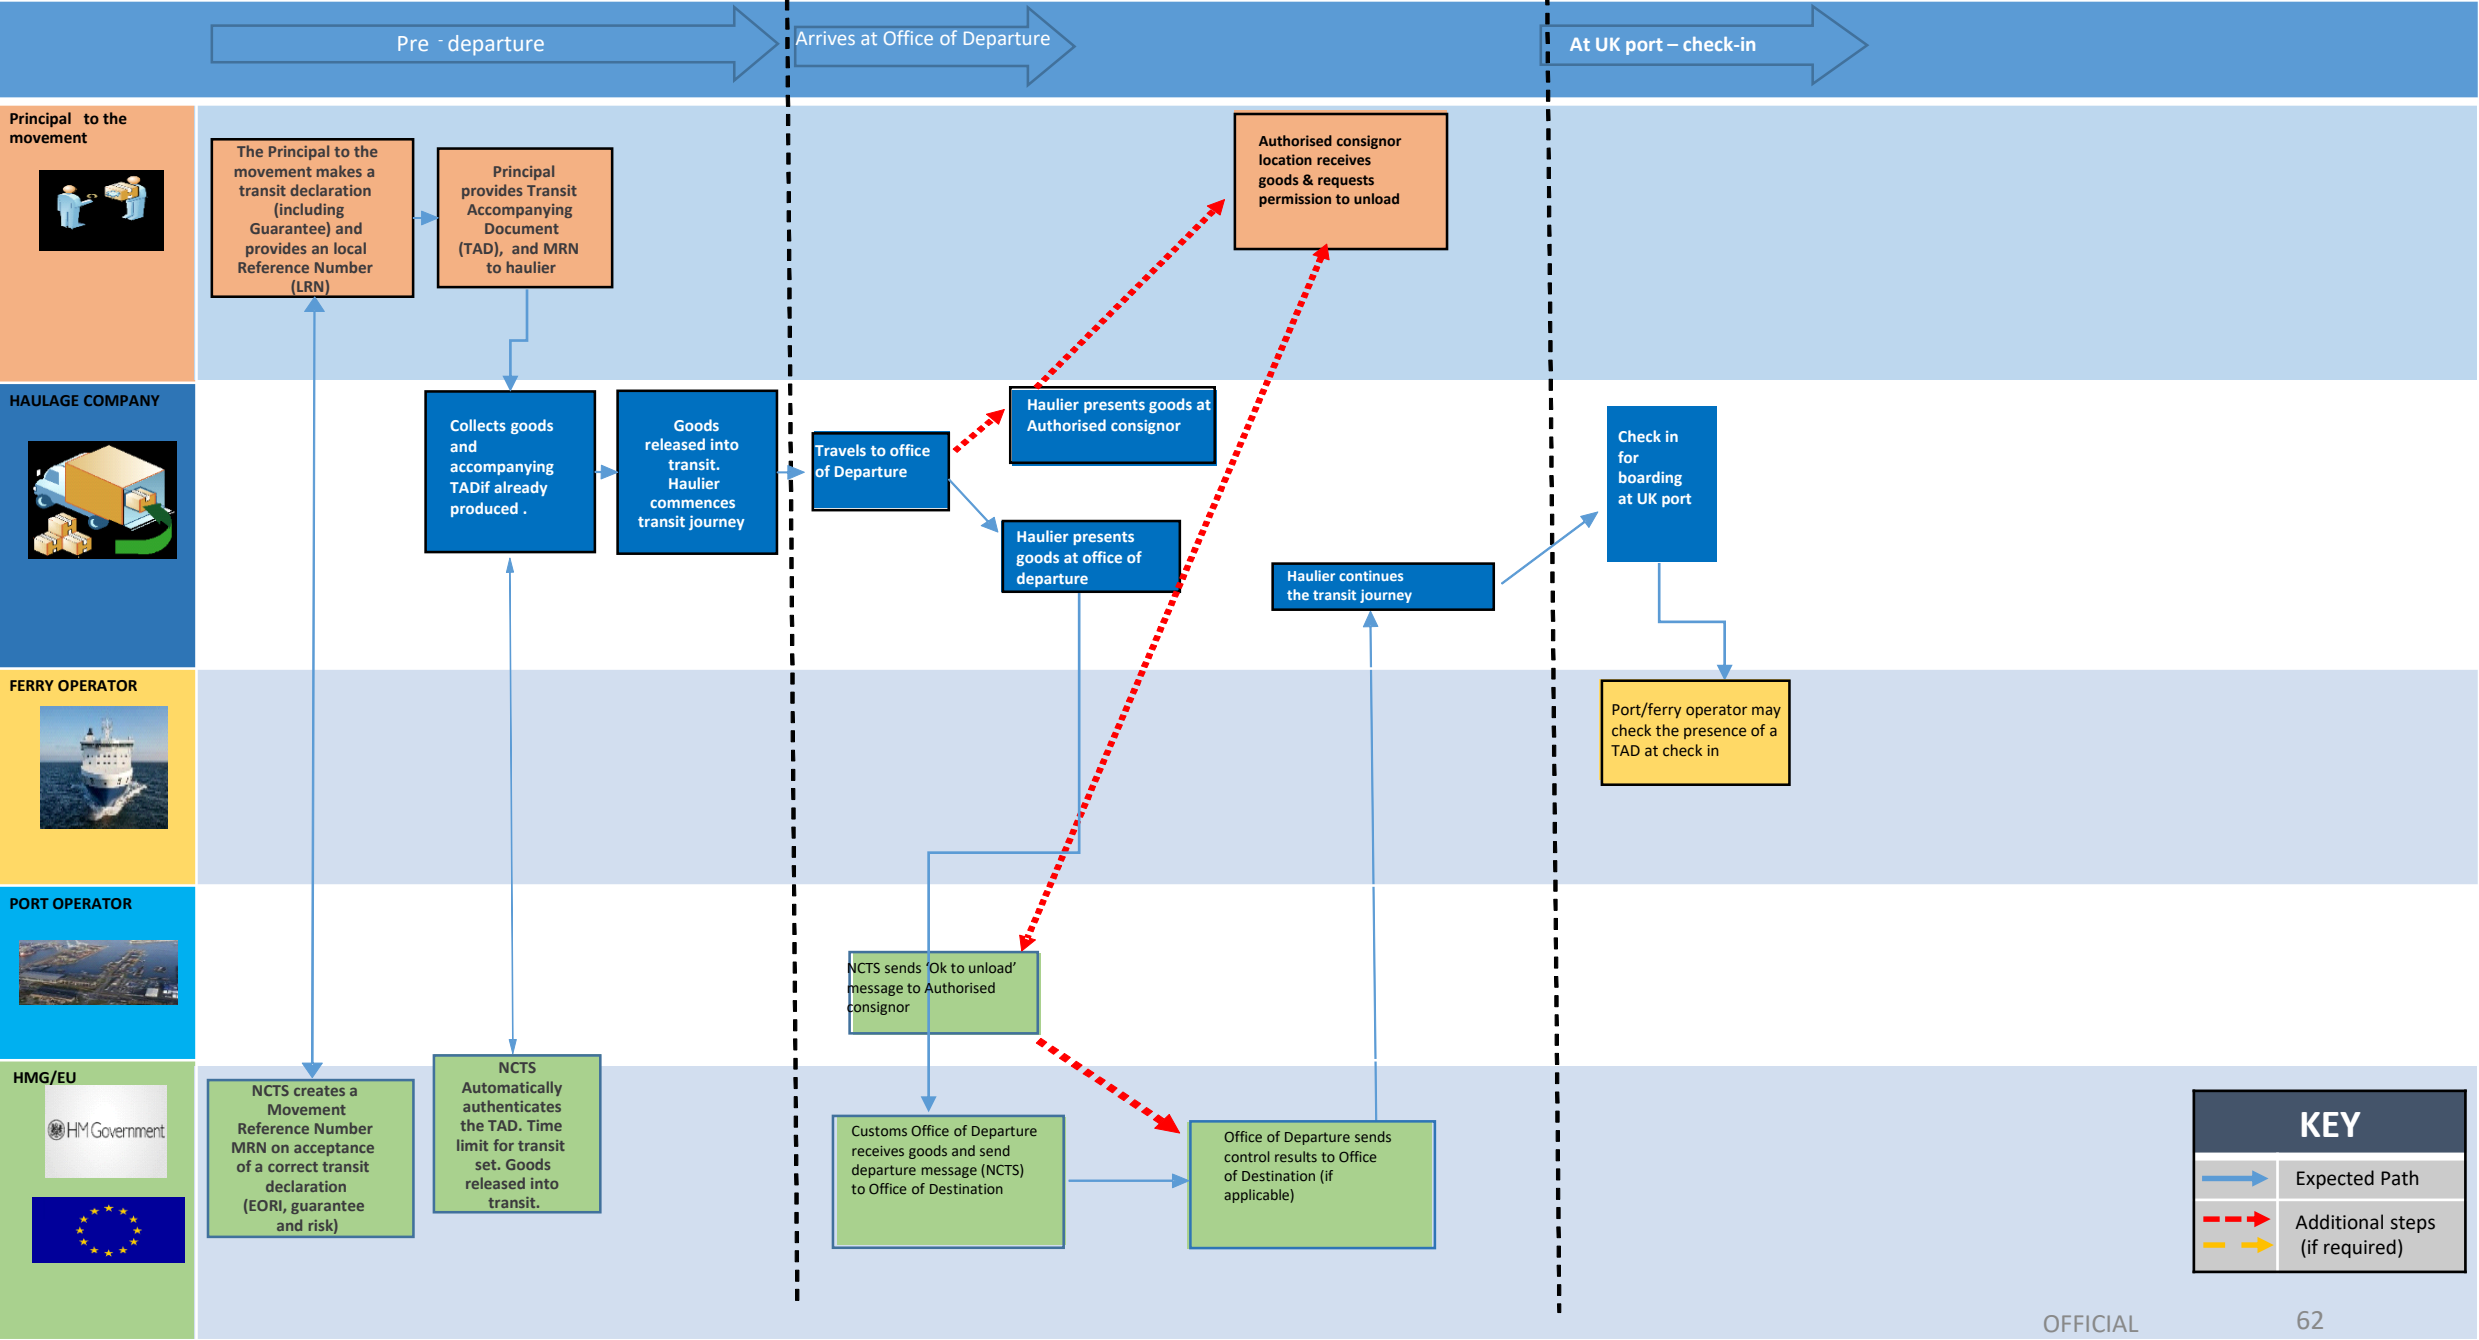 Pre - departure
Arrives at Office of Departure
At UK port – check-in
Principal to the
movement
The Principal to the
movement makes a
transit declaration
(including
Guarantee) and
provides an local
Reference Number
(LRN)
Principal
provides Transit
Accompanying
Document
(TAD), and MRN
to haulier
Authorised consignor
location receives
goods & requests
permission to unload
HAULAGE COMPANY
Collects goods
and
accompanying
TADif already
produced .
Goods
released into
transit.
Haulier
commences
transit journey
Travels to office
of Departure
Haulier presents goods at
Authorised consignor
Haulier presents
goods at office of
departure
Haulier continues
the transit journey
Check in
for
boarding
at UK port
FERRY OPERATOR
Port/ferry operator may
check the presence of a
TAD at check in
PORT OPERATOR
NCTS sends ‘Ok to unload’
message to Authorised
consignor
HMG/EU
HM Government
NCTS creates a
Movement
Reference Number
MRN on acceptance
of a correct transit
declaration
(EORI, guarantee
and risk)
NCTS
Automatically
authenticates
the TAD. Time
limit for transit
set. Goods
released into
transit.
Customs Office of Departure
receives goods and send
departure message (NCTS)
to Office of Destination
Office of Departure sends
control results to Office
of Destination (if
applicable)
KEY
Expected Path
Additional steps
(if required)
OFFICIAL
62